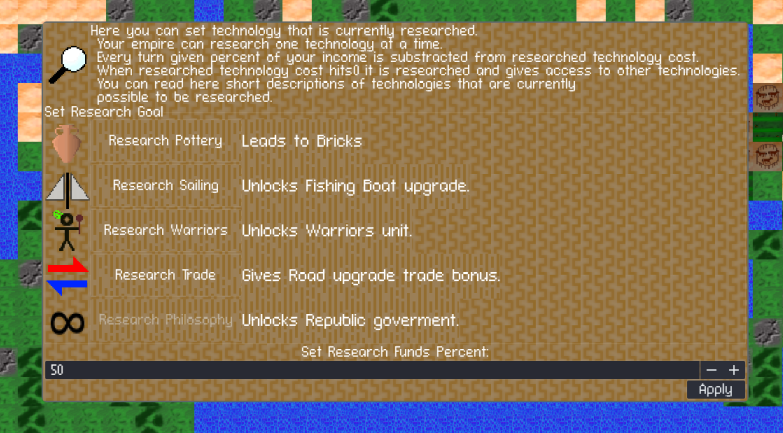 Here you can set technology that is currently researched.
Your empire can research one technology at a time.
Every turn given percent of your income is substracted from researched technology cost.
When researched technology cost hits0 it is researched and gives access to other technologies.
You can read here short descriptions of technologies that are currently
possible to be researched.
Set Research Goal
Research Pottery Leads to Bricks
Research Sailing Unlocks Fishing Boat upgrade.
Research Warriors Unlocks Warriors unit.
Research Trade Gives Road upgrade trade bonus.
Research Philosophy Unlocks Republic goverment.
Set Research Funds Percent:
50 − +
Apply